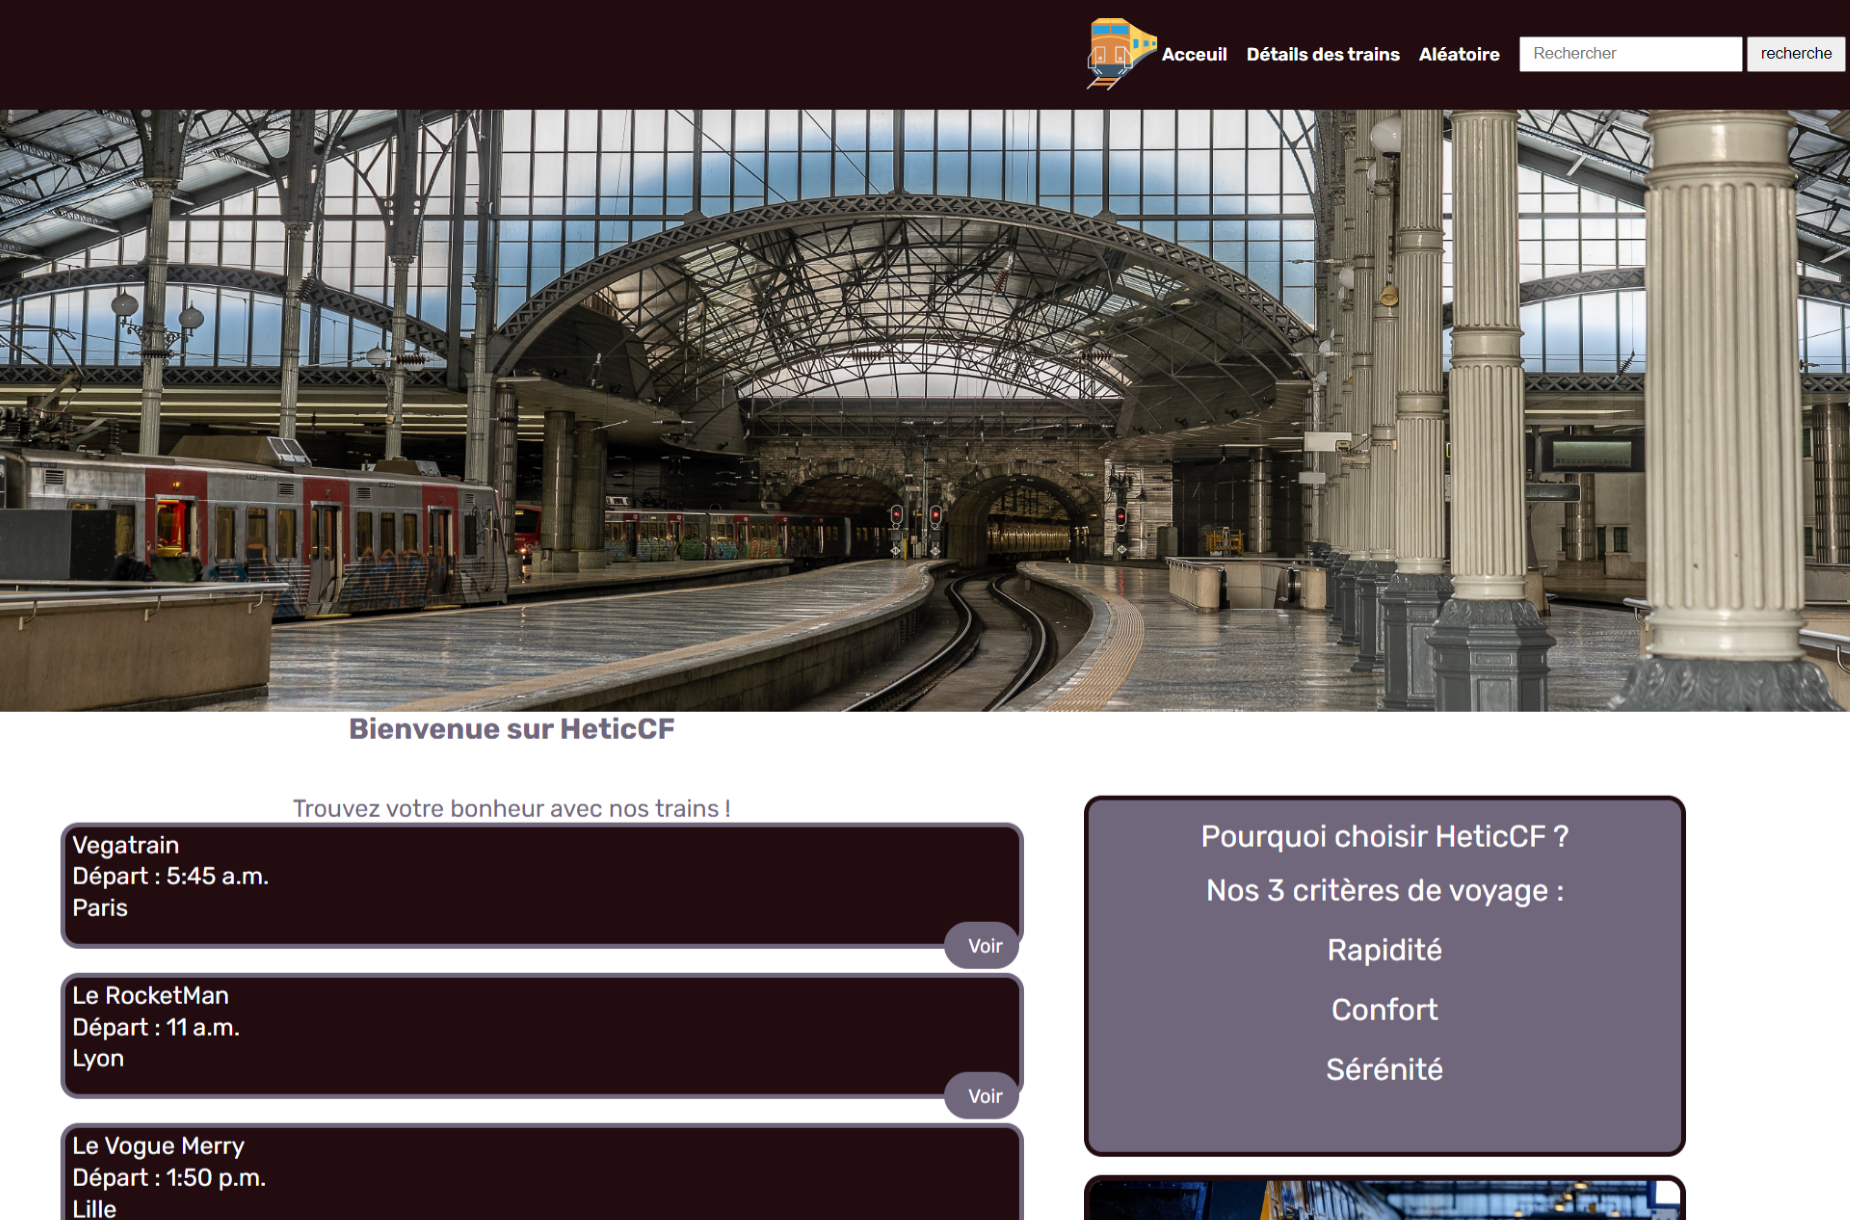 Acceuil Détails des trains Aléatoire Rechercher recherche
Bienvenue sur HeticCF
Trouvez votre bonheur avec nos trains !
Vegatrain
Départ : 5:45 a.m.
Paris
Voir
Le RocketMan
Départ : 11 a.m.
Lyon
Voir
Le Vogue Merry
Départ : 1:50 p.m.
Lille
Pourquoi choisir HeticCF ?
Nos 3 critères de voyage :
Rapidité
Confort
Sérénité